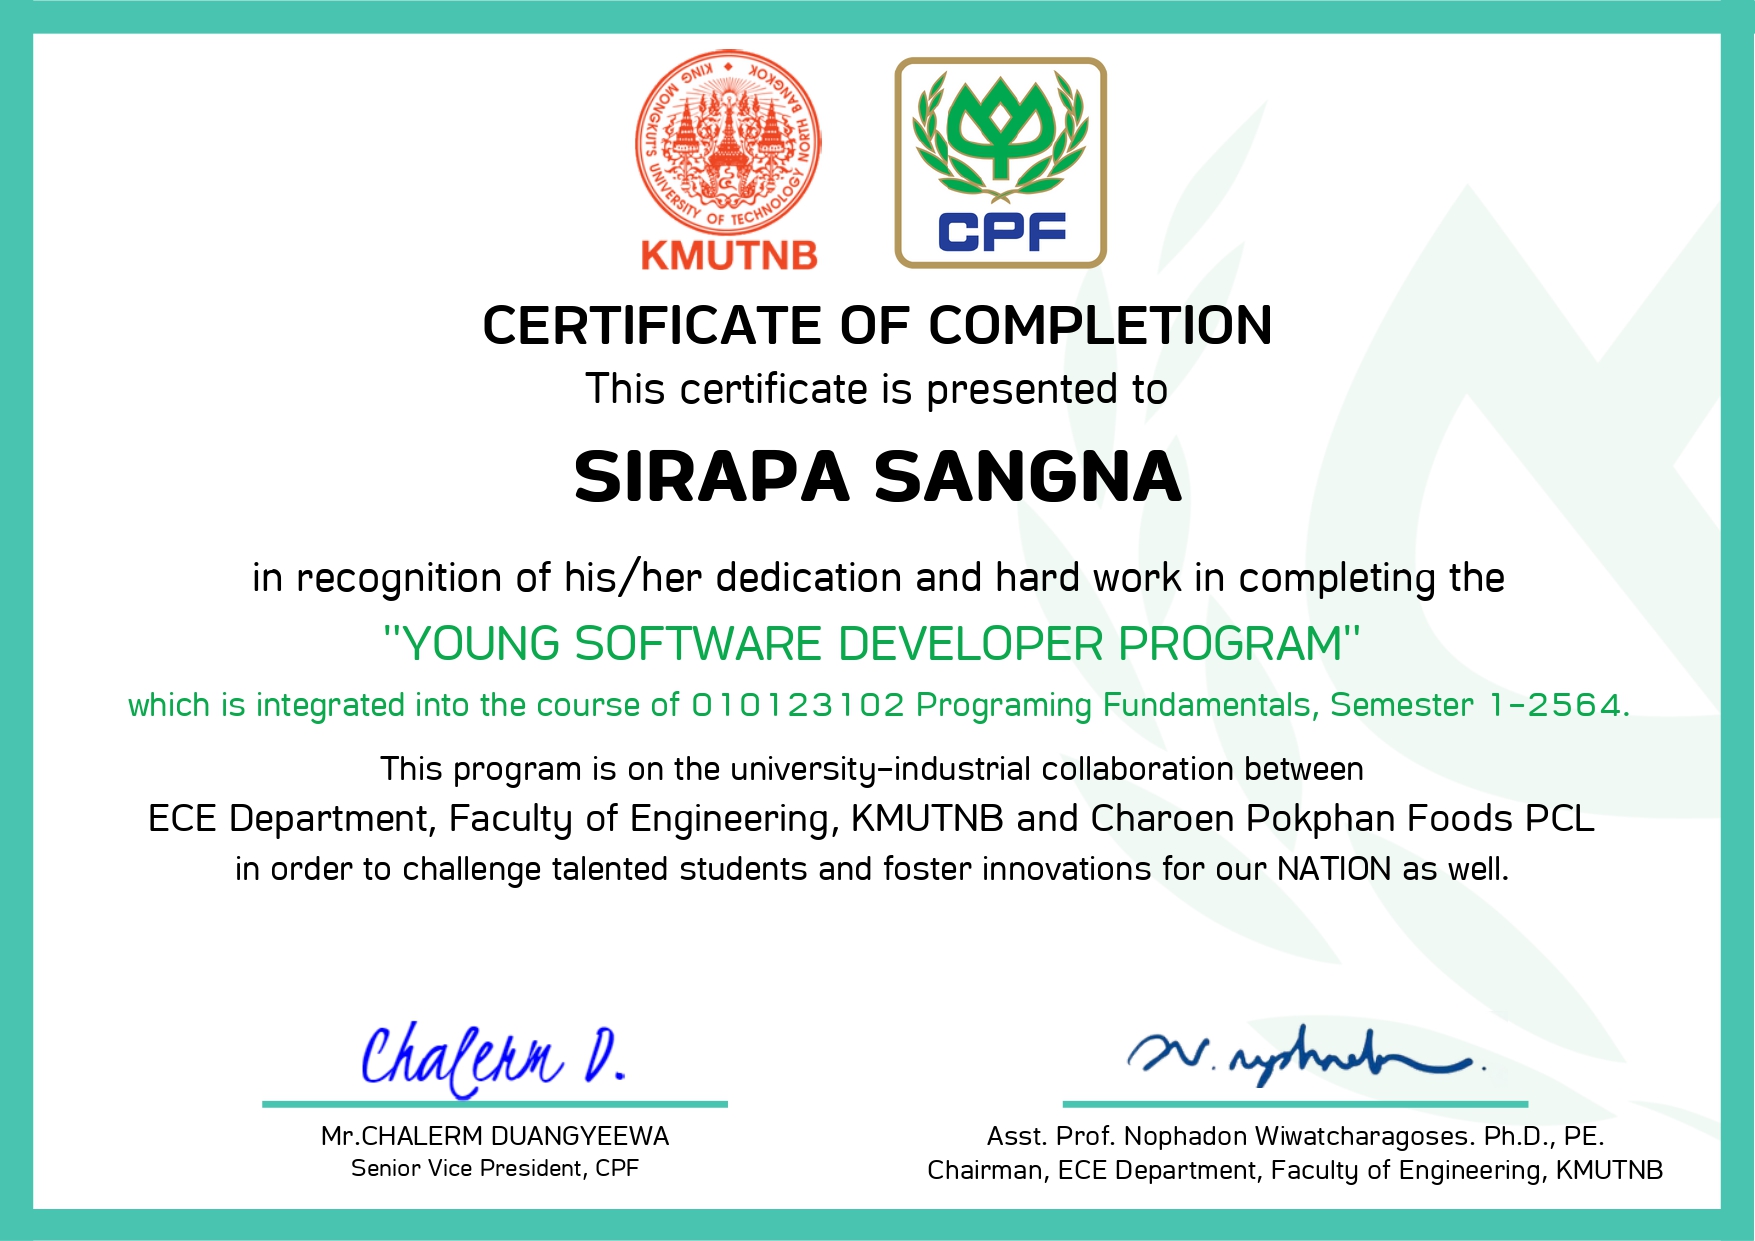 KING MONGKUT'S UNIVERSITY OF TECHNOLOGY NORTH BANGKOK
KMUTNB
CPF
CERTIFICATE OF COMPLETION
This certificate is presented to
SIRAPA SANGNA
in recognition of his/her dedication and hard work in completing the
"YOUNG SOFTWARE DEVELOPER PROGRAM"
which is integrated into the course of 010123102 Programing Fundamentals, Semester 1-2564.
This program is on the university-industrial collaboration between
ECE Department, Faculty of Engineering, KMUTNB and Charoen Pokphan Foods PCL
in order to challenge talented students and foster innovations for our NATION as well.
Chalerm D.
Mr.CHALERM DUANGYEEWA
Senior Vice President, CPF
Asst. Prof. Nophadon Wiwatcharagoses. Ph.D., PE.
Chairman, ECE Department, Faculty of Engineering, KMUTNB